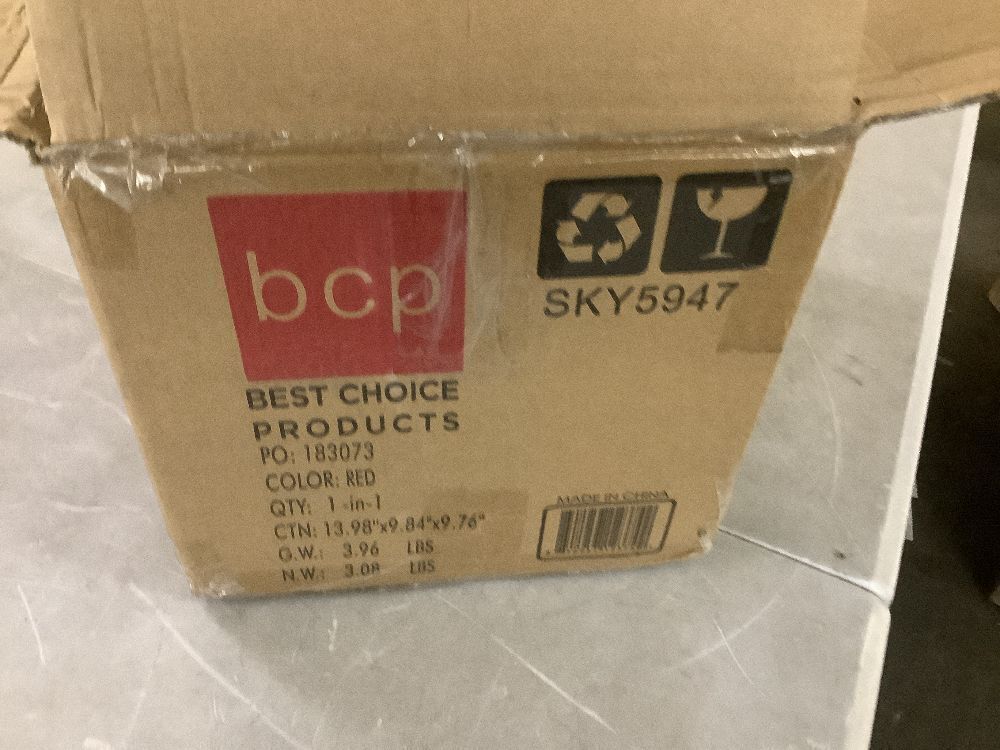 bcp
SKY5947
BEST CHOICE
PRODUCTS
PO: 183073
COLOR: RED
QTY: 1-in-1
CTN: 13.98"x9.84"x9.76"
G.W.: 3.96 LBS
N.W.: 3.08 LBS
MADE IN CHINA